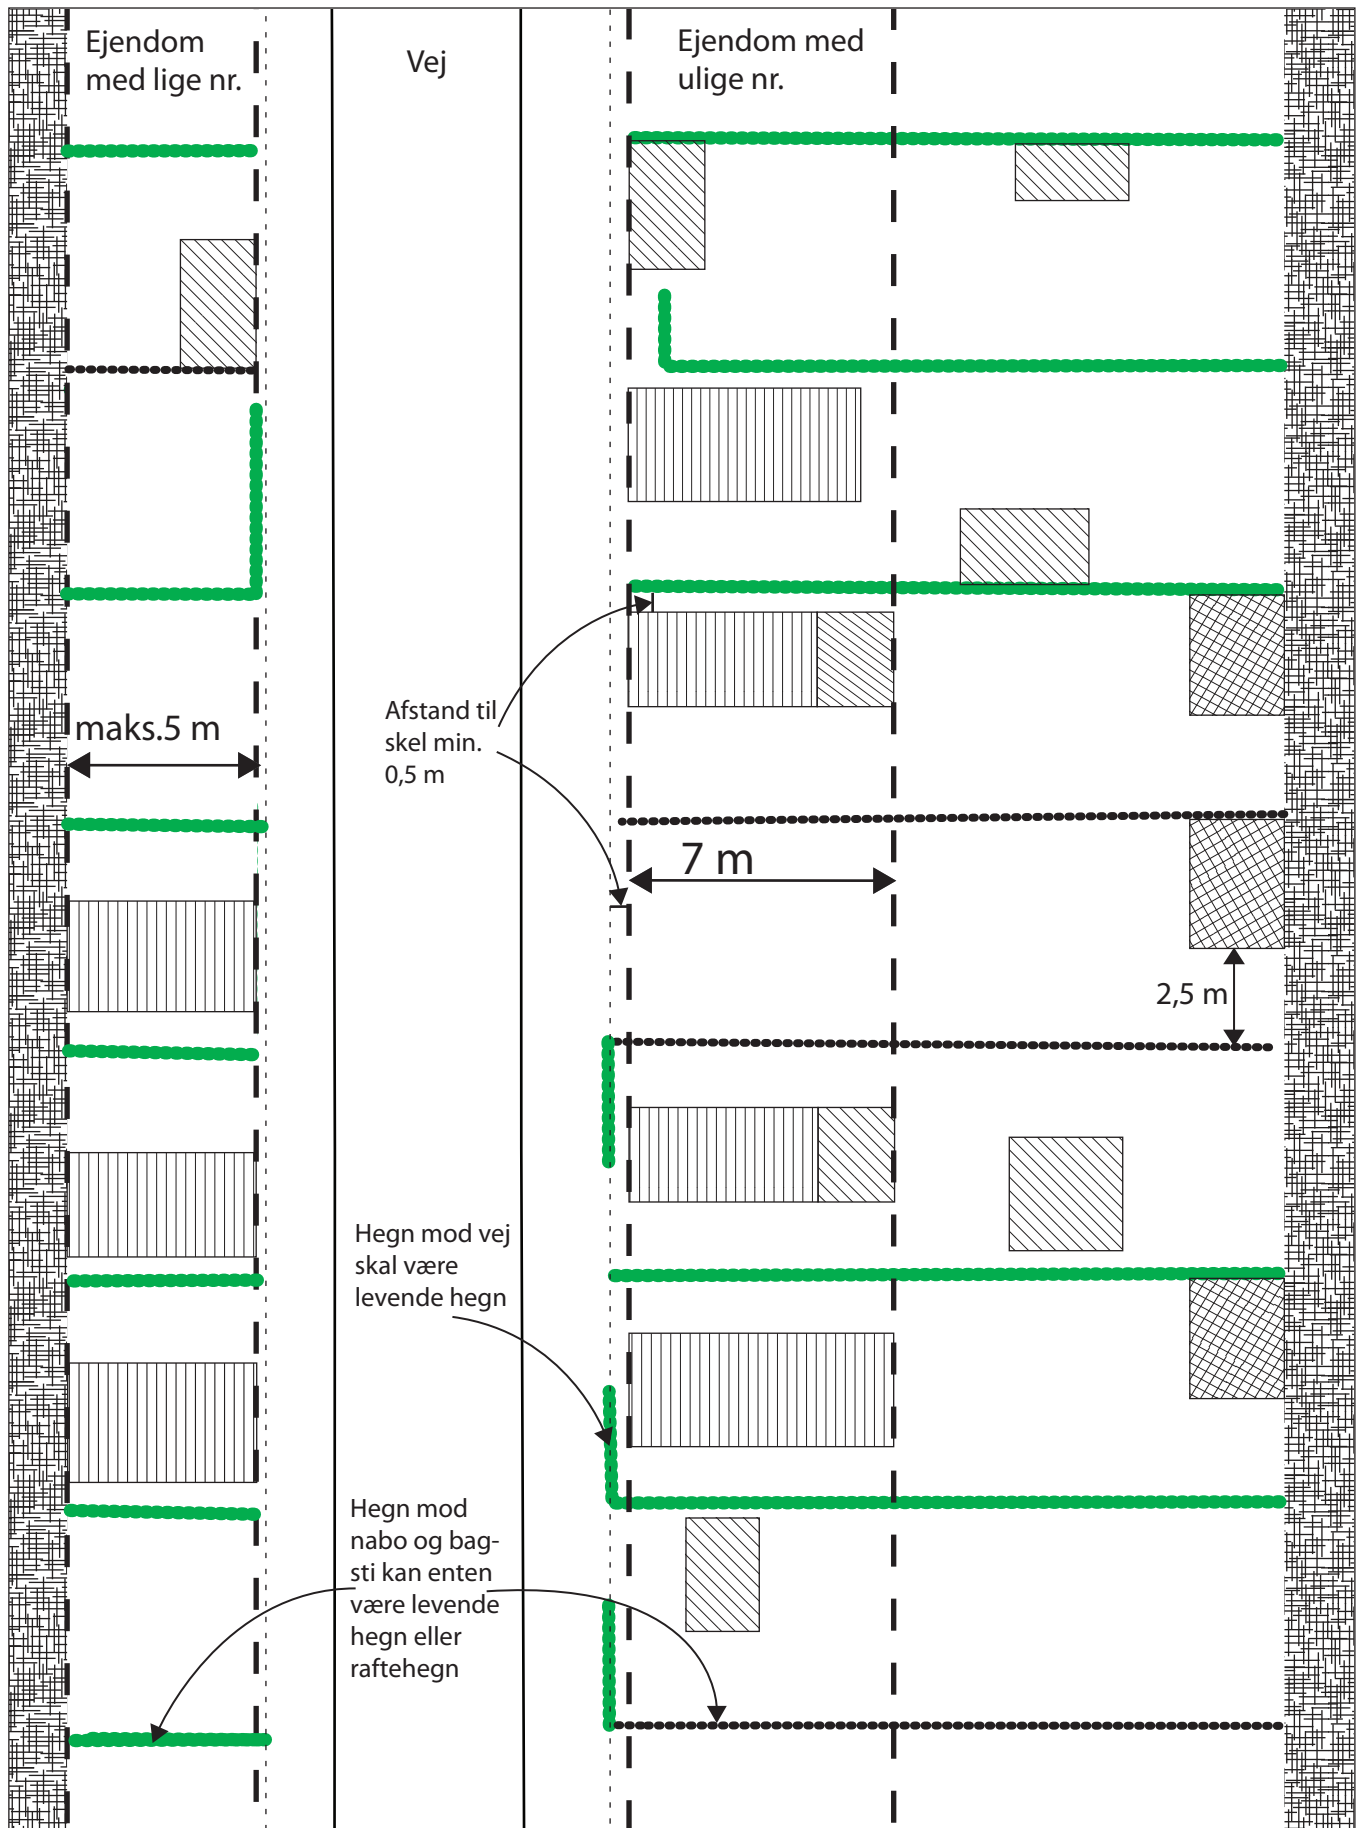 Ejendom
med lige nr.
Vej
Ejendom med
ulige nr.
Afstand til
skel min.
0,5 m
maks.5 m
7 m
2,5 m
Hegn mod vej
skal være
levende hegn
Hegn mod
nabo og bag-
sti kan enten
være levende
hegn eller
raftehegn